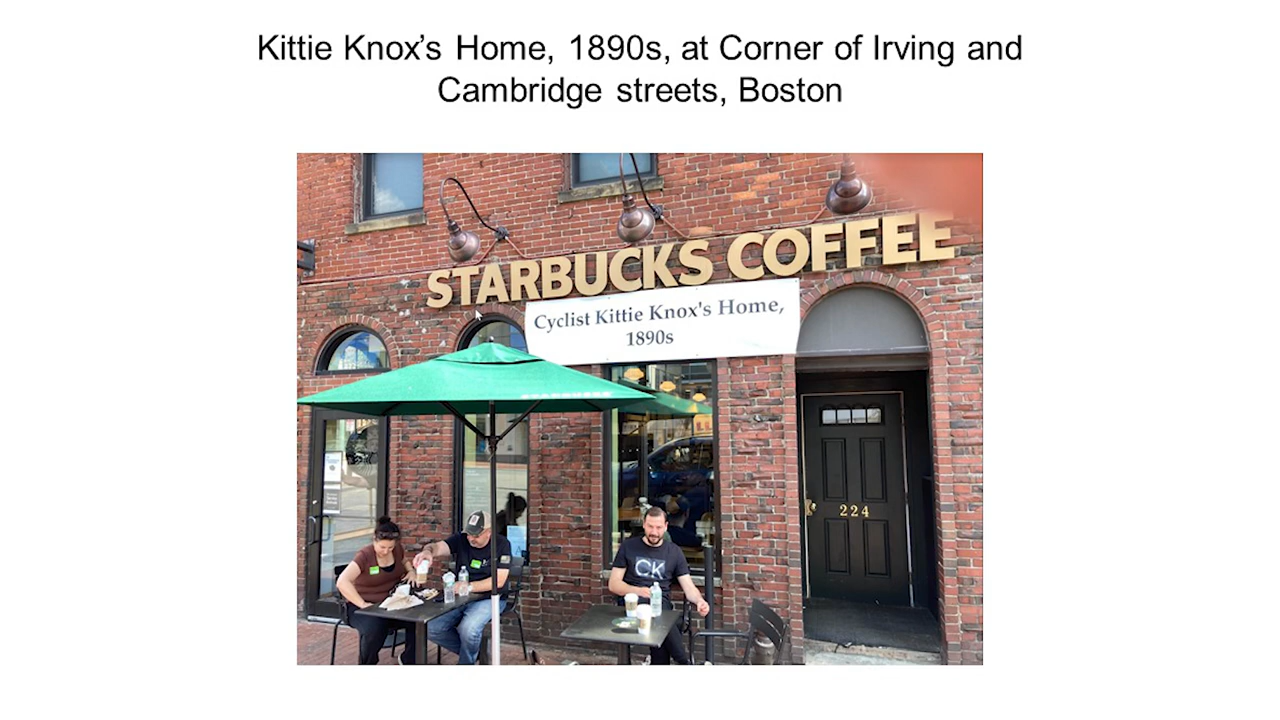 Kittie Knox’s Home, 1890s, at Corner of Irving and
Cambridge streets, Boston
STARBUCKS COFFEE
Cyclist Kittie Knox's Home,
1890s
224
CK